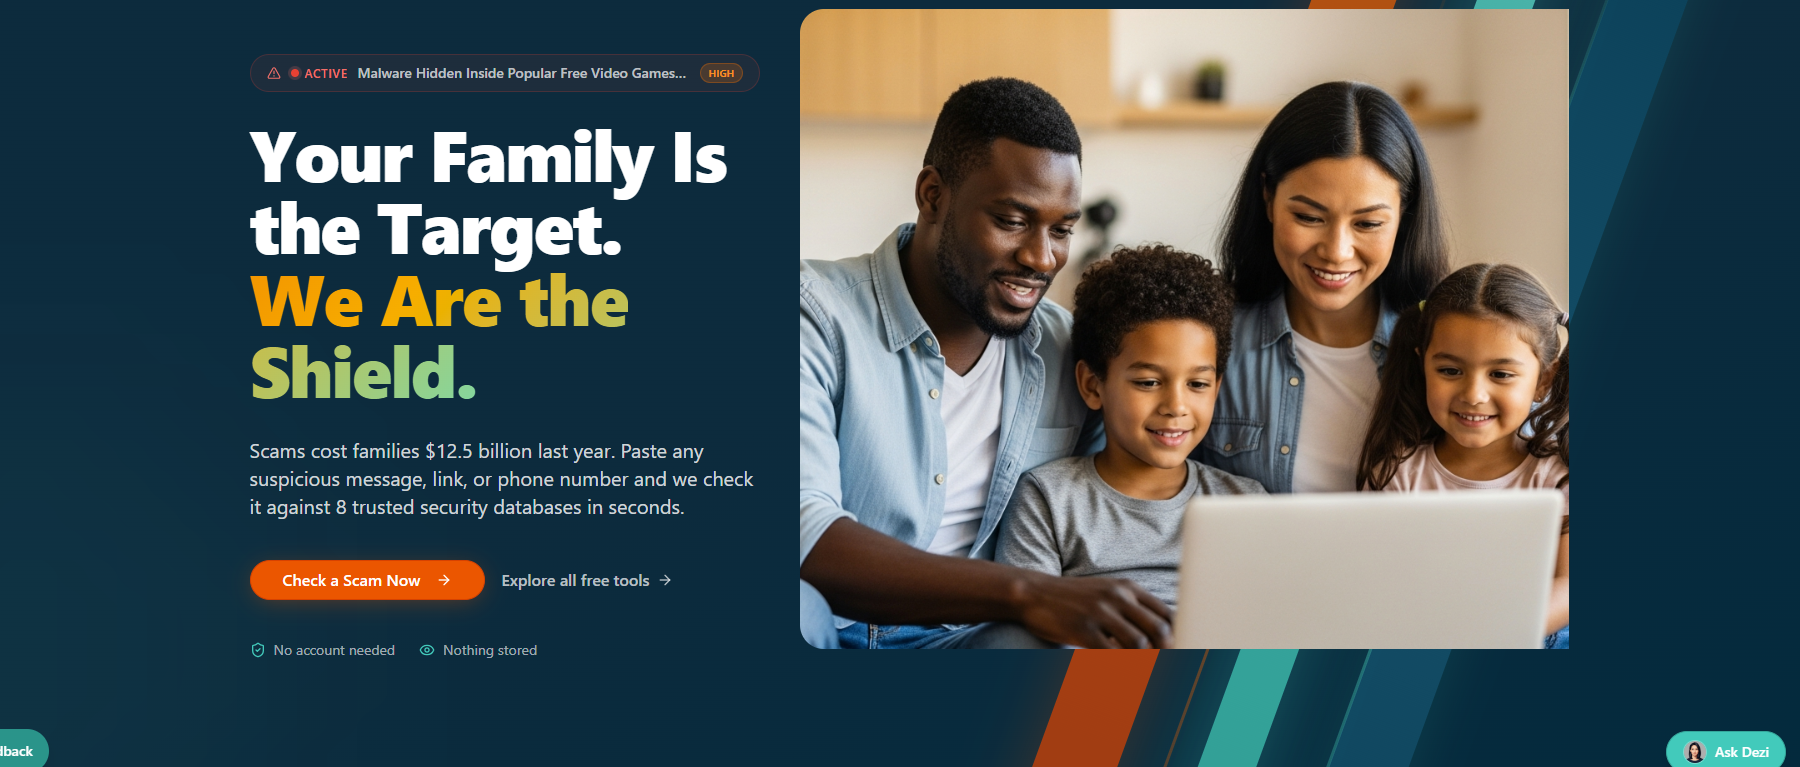 ACTIVE Malware Hidden Inside Popular Free Video Games... HIGH
Your Family Is
the Target.
We Are the
Shield.
Scams cost families $12.5 billion last year. Paste any
suspicious message, link, or phone number and we check
it against 8 trusted security databases in seconds.
Check a Scam Now → Explore all free tools →
No account needed Nothing stored
dback
Ask Dezi